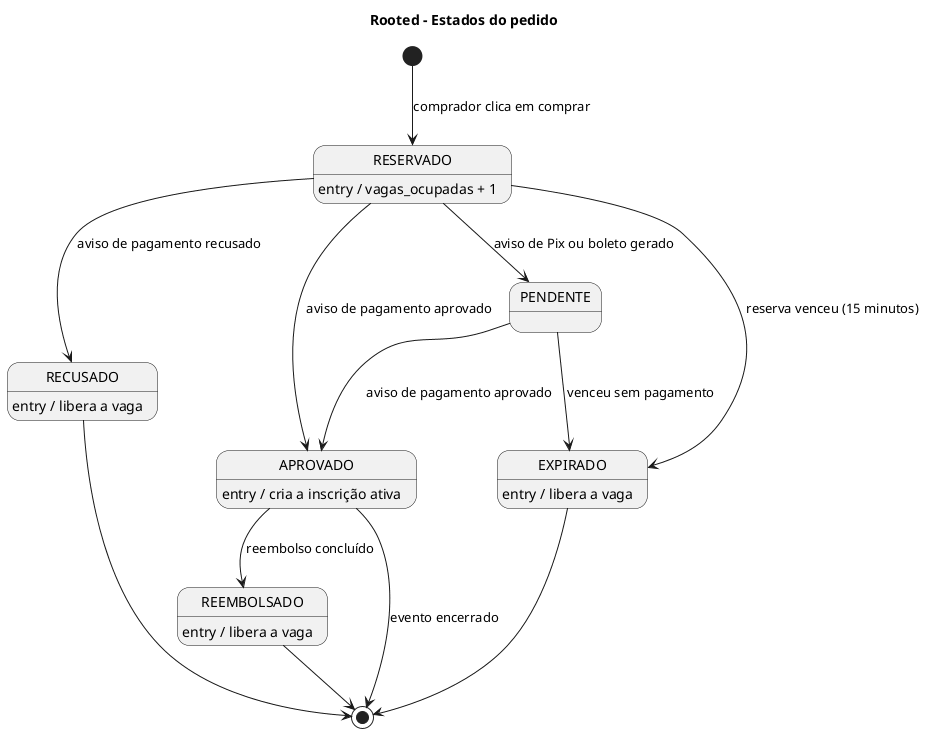 Rooted - Estados do pedido
comprador clica em comprar
RESERVADO
entry / vagas_ocupadas + 1
aviso de pagamento recusado
aviso de Pix ou boleto gerado
PENDENTE
aviso de pagamento aprovado
reserva venceu (15 minutos)
RECUSADO
entry / libera a vaga
aviso de pagamento aprovado
venceu sem pagamento
APROVADO
entry / cria a inscrição ativa
EXPIRADO
entry / libera a vaga
reembolso concluído
REEMBOLSADO
entry / libera a vaga
evento encerrado